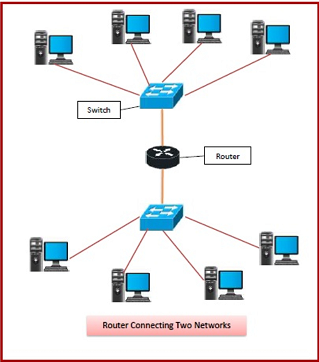 Switch
Router
Router Connecting Two Networks